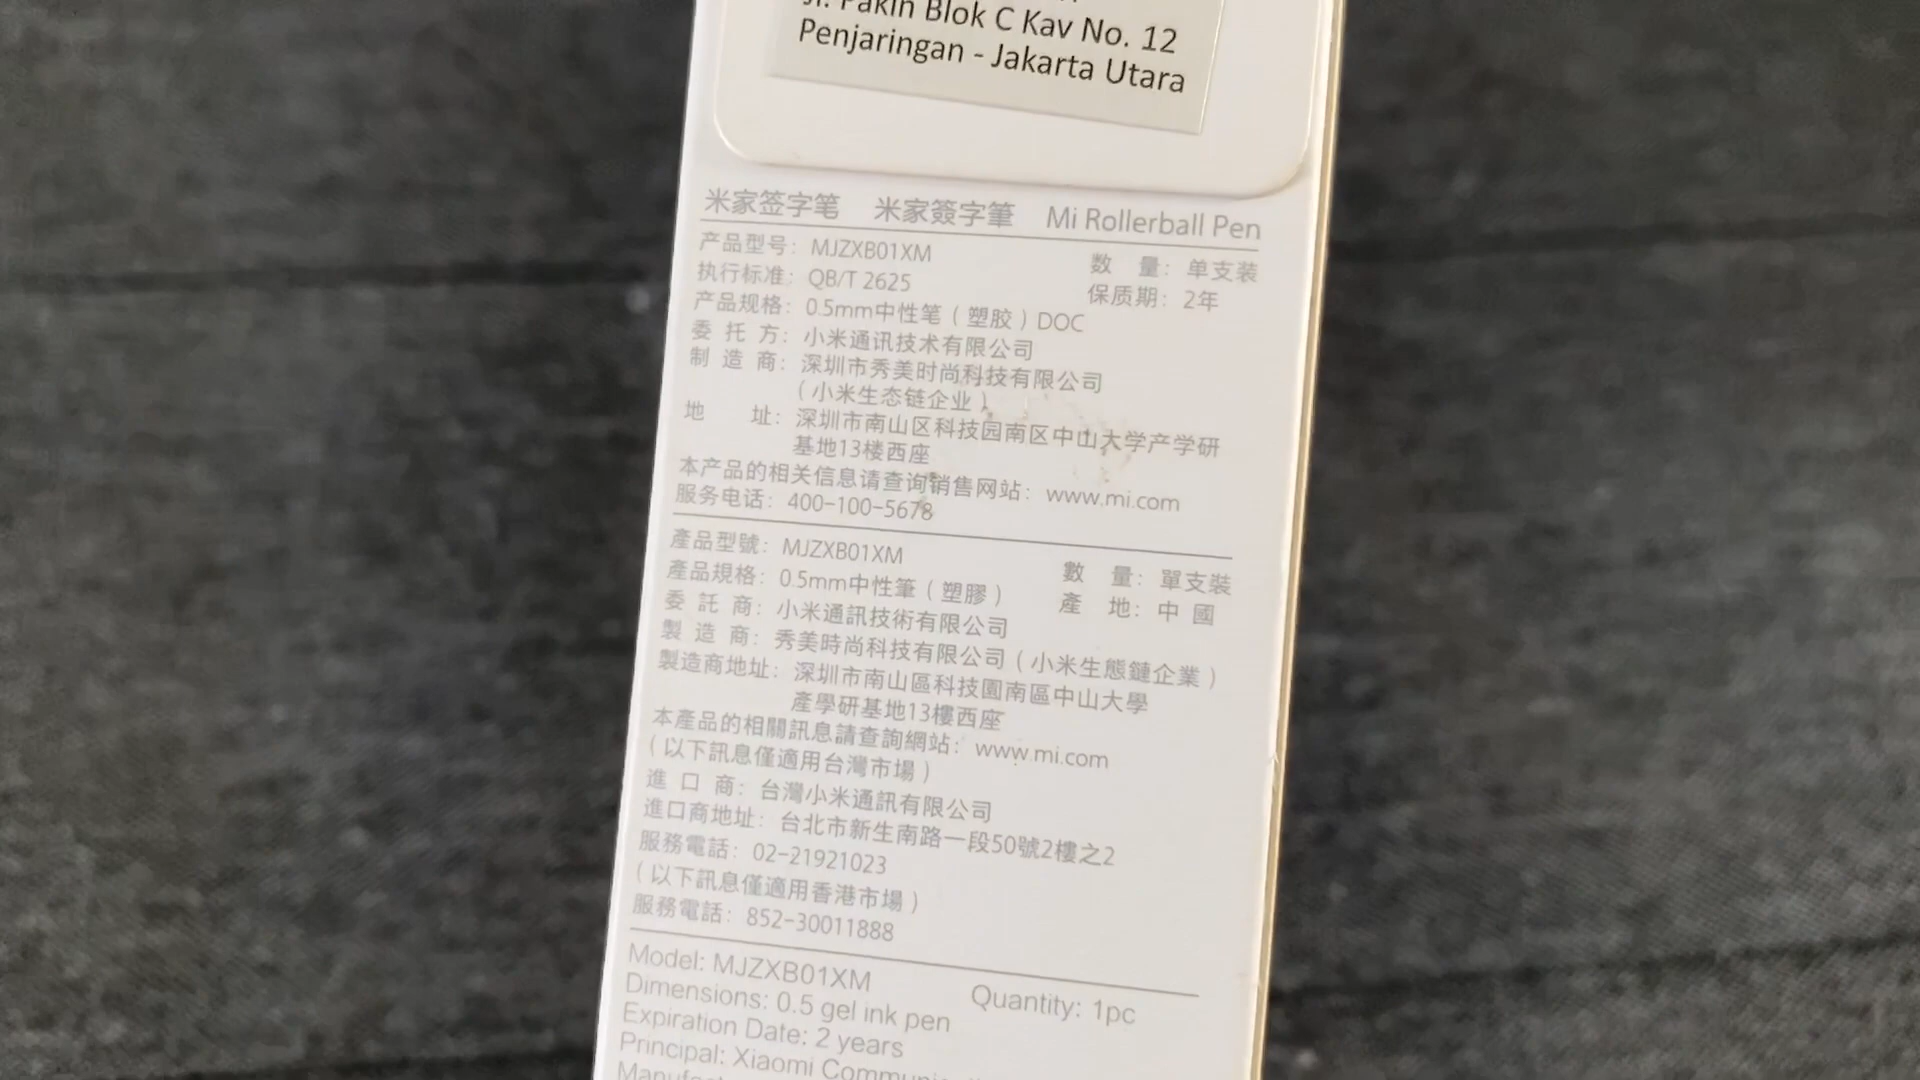 Jl. Pakin Blok C Kav No. 12
Penjaringan - Jakarta Utara
米家签字笔 米家簽字筆 Mi Rollerball Pen
产品型号：MJZXB01XM 数 量：单支装
执行标准：QB/T 2625 保质期：2年
产品规格：0.5mm中性笔（塑胶）DOC
委 托 方：小米通讯技术有限公司
制 造 商：深圳市秀美时尚科技有限公司
（小米生态链企业）
地 址：深圳市南山区科技园南区中山大学产学研
基地13楼西座
本产品的相关信息请查询销售网站：www.mi.com
服务电话：400-100-5678
產品型號：MJZXB01XM 數 量：單支裝
產品規格：0.5mm中性筆（塑膠） 產 地：中 國
委 託 商：小米通訊技術有限公司
製 造 商：秀美時尚科技有限公司（小米生態鏈企業）
製造商地址：深圳市南山區科技園南區中山大學
產學研基地13樓西座
本產品的相關訊息請查詢網站：www.mi.com
（以下訊息僅適用台灣市場）
進 口 商：台灣小米通訊有限公司
進口商地址：台北市新生南路一段50號2樓之2
服務電話：02-21921023
（以下訊息僅適用香港市場）
服務電話：852-30011888
Model: MJZXB01XM Quantity: 1pc
Dimensions: 0.5 gel ink pen
Expiration Date: 2 years
Principal: Xiaomi